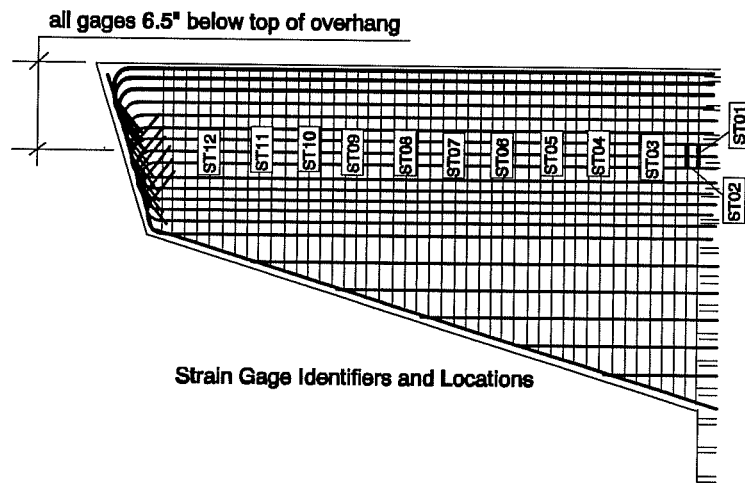 all gages 6.5" below top of overhang
ST12
ST11
ST10
ST09
ST08
ST07
ST06
ST05
ST04
ST03
ST01
ST02
Strain Gage Identifiers and Locations